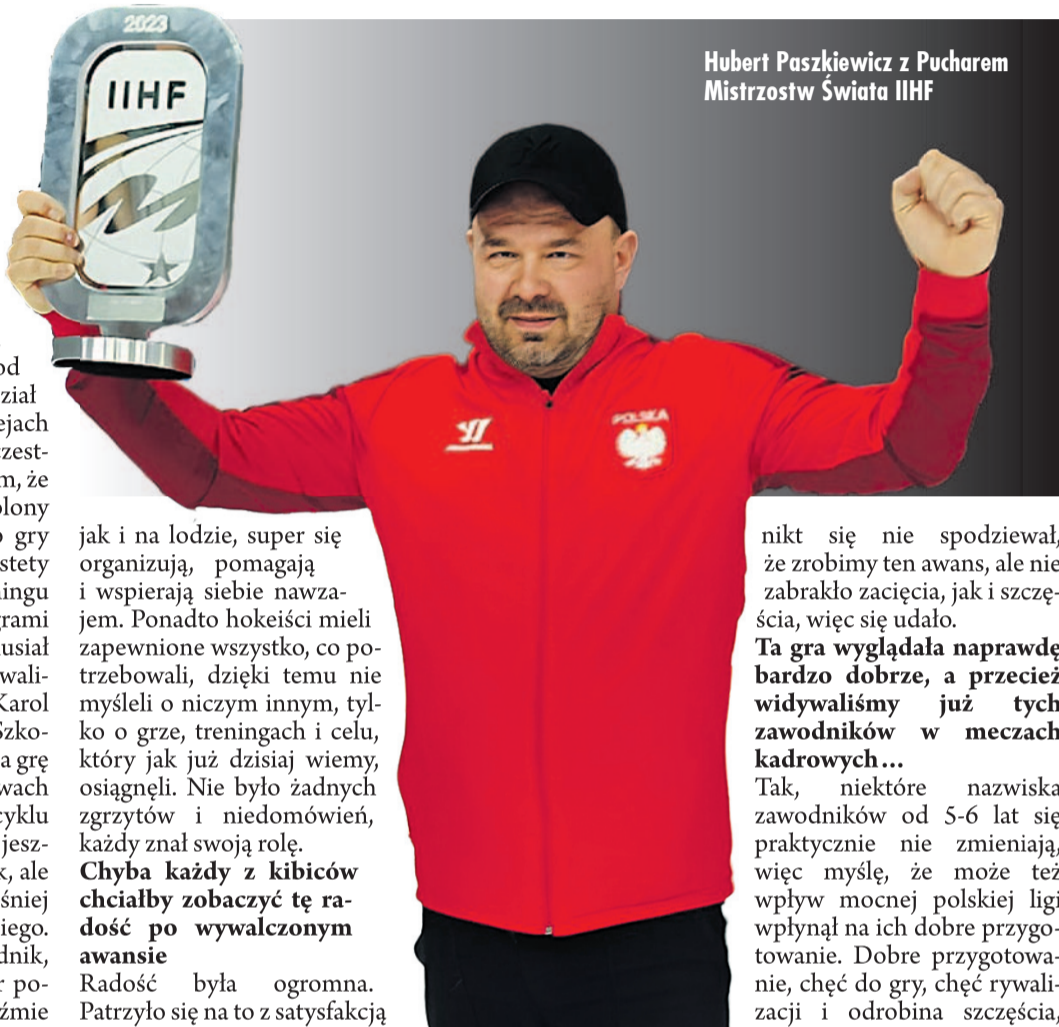 2023
IIHF
Hubert Paszkiewicz z Pucharem
Mistrzostw Świata IIHF
POLSKA
jak i na lodzie, super się
organizują, pomagają
i wspierają siebie nawza-
jem. Ponadto hokeiści mieli
zapewnione wszystko, co po-
trzebowali, dzięki temu nie
myśleli o niczym innym, tyl-
ko o grze, treningach i celu,
który jak już dzisiaj wiemy,
osiągnęli. Nie było żadnych
zgrzytów i niedomówień,
każdy znał swoją rolę.
Chyba każdy z kibiców
chciałby zobaczyć tę ra-
dość po wywalczonym
awansie
Radość była ogromna.
Patrzyło się na to z satysfakcją
nikt się nie spodziewał,
że zrobimy ten awans, ale nie
zabrakło zacięcia, jak i szczę-
ścia, więc się udało.
Ta gra wyglądała naprawdę
bardzo dobrze, a przecież
widywaliśmy już tych
zawodników w meczach
kadrowych…
Tak, niektóre nazwiska
zawodników od 5-6 lat się
praktycznie nie zmieniają,
więc myślę, że może też
wpływ mocnej polskiej ligi
wpłynął na ich dobre przygo-
towanie. Dobre przygotowa-
nie, chęć do gry, chęć rywali-
zacji i odrobina szczęścia,